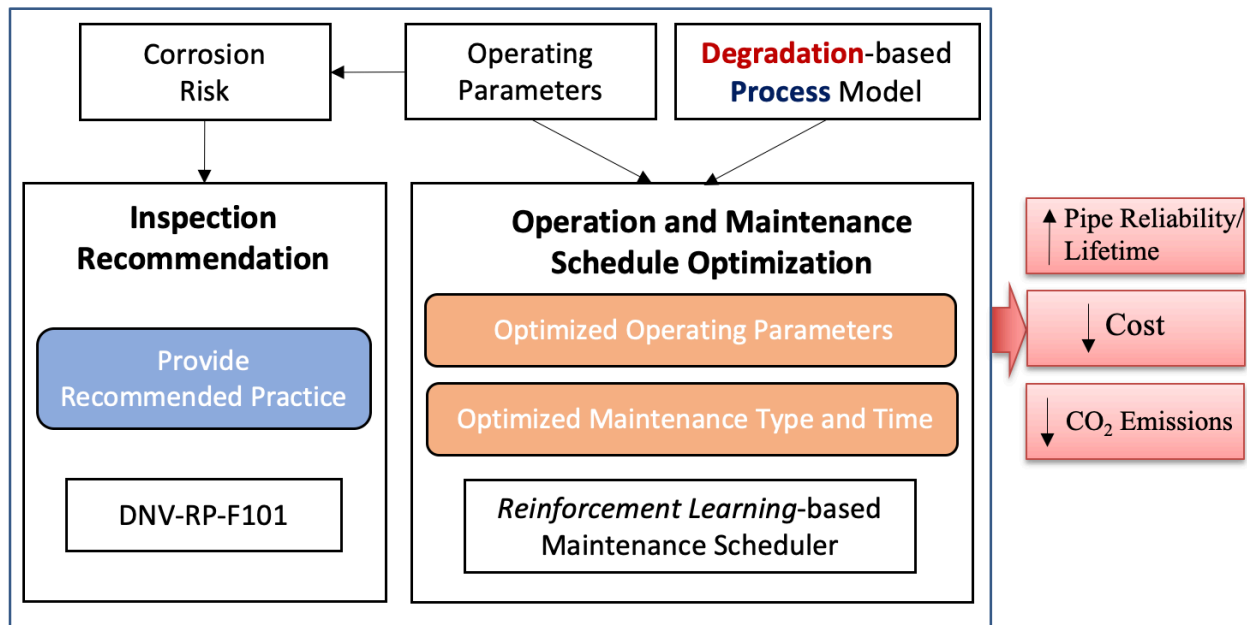 Corrosion
Risk
Operating
Parameters
Degradation-based
Process Model
Inspection
Recommendation
Provide
Recommended Practice
DNV-RP-F101
Operation and Maintenance
Schedule Optimization
Optimized Operating Parameters
Optimized Maintenance Type and Time
Reinforcement Learning-based
Maintenance Scheduler
Pipe Reliability/
Lifetime
Cost
CO₂ Emissions